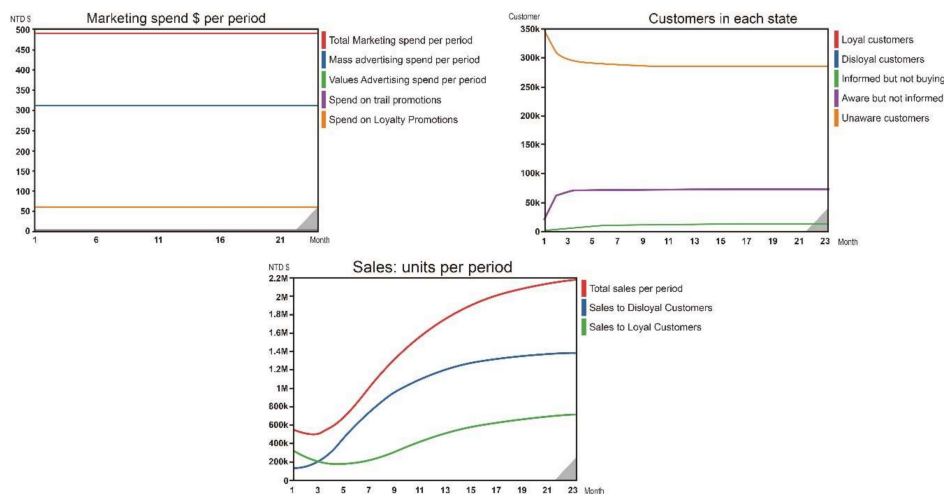 Marketing spend $ per period
NTD $
500
450
400
350
300
250
200
150
100
50
0
1 6 11 16 21 Month
Total Marketing spend per period
Mass advertising spend per period
Values Advertising spend per period
Spend on trail promotions
Spend on Loyalty Promotions
Customers in each state
Customer
350k
300k
250k
200k
150k
100k
50k
0
1 3 5 7 9 11 13 15 17 19 21 23 Month
Loyal customers
Disloyal customers
Informed but not buying
Aware but not informed
Unaware customers
Sales: units per period
NTD $
2.2M
2M
1.8M
1.6M
1.4M
1.2M
1M
800k
600k
400k
200k
0
1 3 5 7 9 11 13 15 17 19 21 23 Month
Total sales per period
Sales to Disloyal Customers
Sales to Loyal Customers